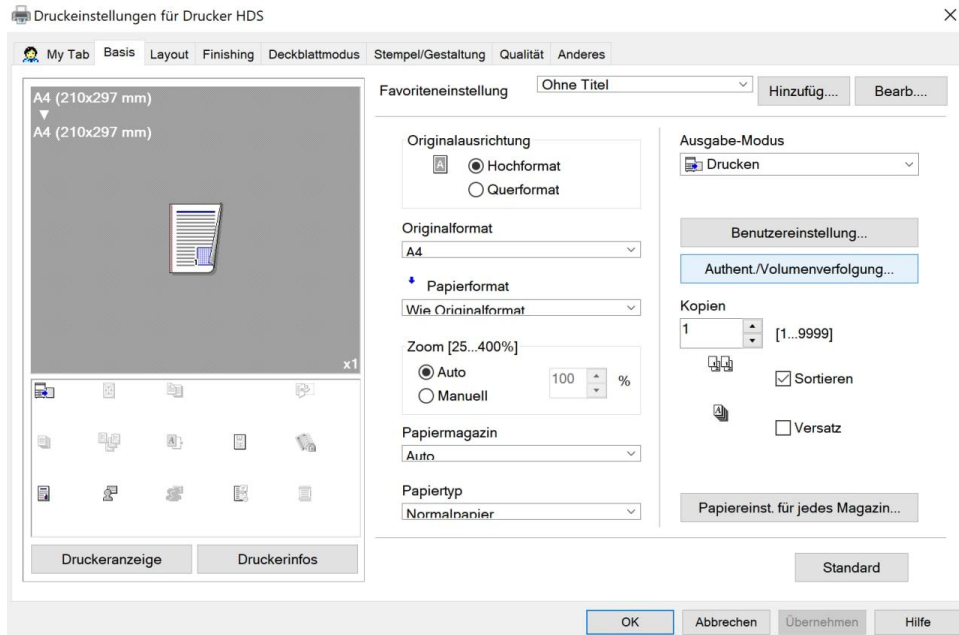 Druckeinstellungen für Drucker HDS
My Tab Basis Layout Finishing Deckblattmodus Stempel/Gestaltung Qualität Anderes
A4 (210x297 mm)
A4 (210x297 mm)
x1
Druckeranzeige Druckerinfos
Favoriteneinstellung Ohne Titel Hinzufüg.... Bearb....
Originalausrichtung
A Hochformat
Querformat
Originalformat
A4
Papierformat
Wie Originalformat
Zoom [25...400%]
Auto
100 %
Manuell
Papiermagazin
Auto
Papiertyp
Normalpapier
Ausgabe-Modus
Drucken
Benutzereinstellung...
Authent./Volumenverfolgung...
Kopien
1 [1...9999]
Sortieren
Versatz
Papiereinst. für jedes Magazin...
Standard
OK Abbrechen Übernehmen Hilfe